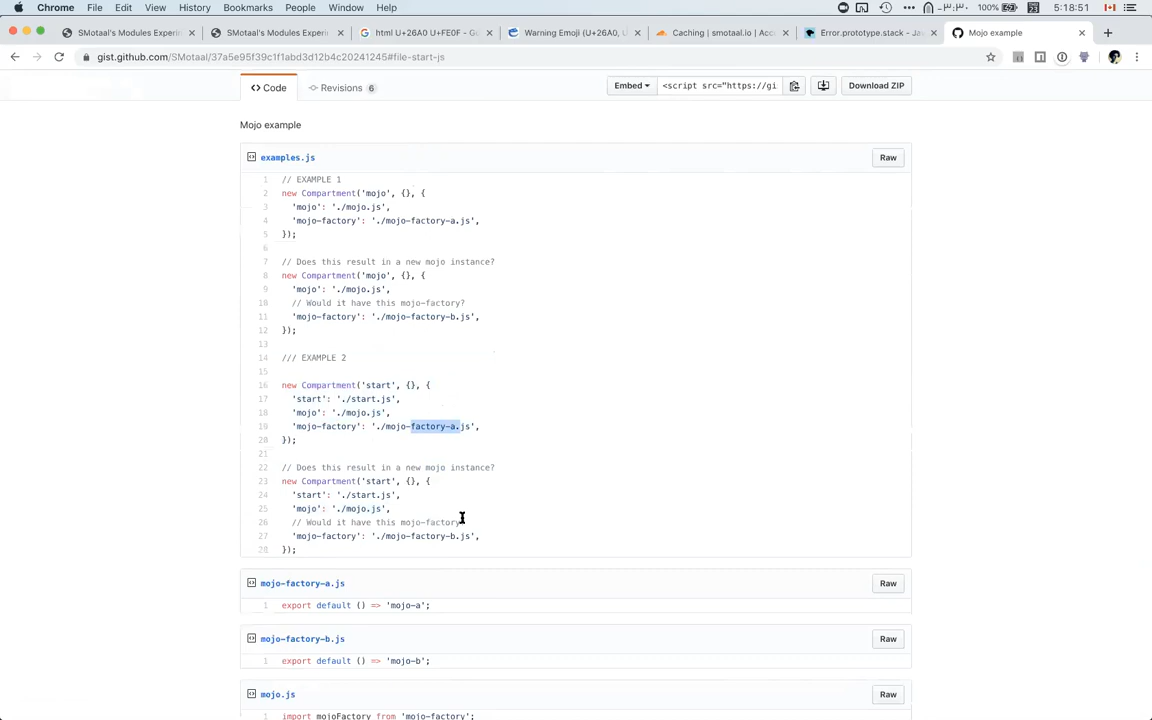 Chrome File Edit View History Bookmarks People Window Help 100% 5:18:51
SMotaal's Modules Experi
SMotaal's Modules Experi
html U+26A0 U+FE0F - G
Warning Emoji (U+26A0, U
Caching | smotaal.io | Acc
Error.prototype.stack - Ja
Mojo example
gist.github.com/SMotaal/37a5e95f39c1f1abd3d12b4c20241245#file-start-js
Code
Revisions 6
Embed
<script src="https://gi
Download ZIP
Mojo example
examples.js
Raw
1 // EXAMPLE 1
2 new Compartment('mojo', {}, {
3 'mojo': './mojo.js',
4 'mojo-factory': './mojo-factory-a.js',
5 });
6
7 // Does this result in a new mojo instance?
8 new Compartment('mojo', {}, {
9 'mojo': './mojo.js',
10 // Would it have this mojo-factory?
11 'mojo-factory': './mojo-factory-b.js',
12 });
13
14 /// EXAMPLE 2
15
16 new Compartment('start', {}, {
17 'start': './start.js',
18 'mojo': './mojo.js',
19 'mojo-factory': './mojo-factory-a.js',
20 });
21
22 // Does this result in a new mojo instance?
23 new Compartment('start', {}, {
24 'start': './start.js',
25 'mojo': './mojo.js',
26 // Would it have this mojo-factory
27 'mojo-factory': './mojo-factory-b.js',
28 });
mojo-factory-a.js
Raw
1 export default () => 'mojo-a';
mojo-factory-b.js
Raw
1 export default () => 'mojo-b';
mojo.js
Raw
1 import mojoFactory from 'mojo-factory';